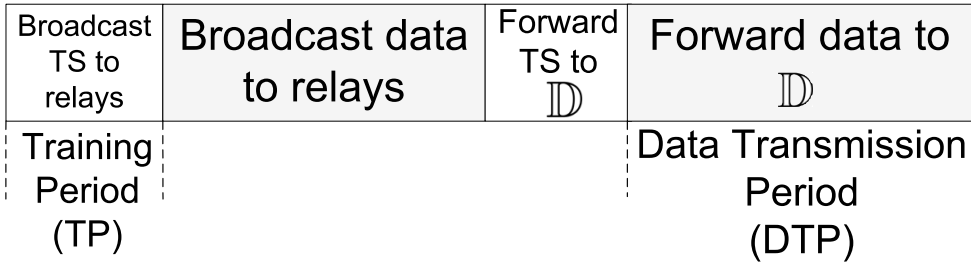 Broadcast
TS to
relays
Broadcast data
to relays
Forward
TS to
𝔻
Forward data to
𝔻
Training
Period
(TP)
Data Transmission
Period
(DTP)